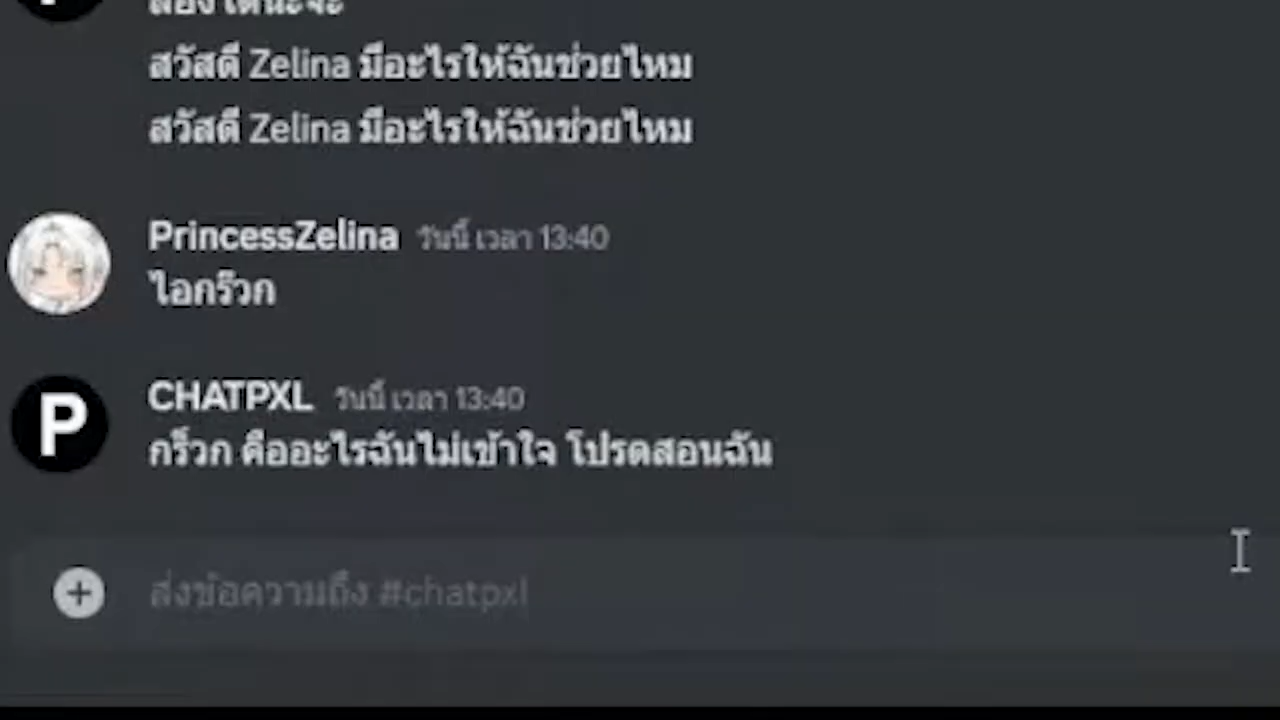 สวัสดี Zelina มีอะไรให้ฉันช่วยไหม
สวัสดี Zelina มีอะไรให้ฉันช่วยไหม
PrincessZelina วันนี้ เวลา 13:40
ไอกร๊วก
P
CHATPXL วันนี้ เวลา 13:40
กร็วก คืออะไรฉันไม่เข้าใจ โปรดสอนฉัน
ส่งข้อความถึง #chatpxl